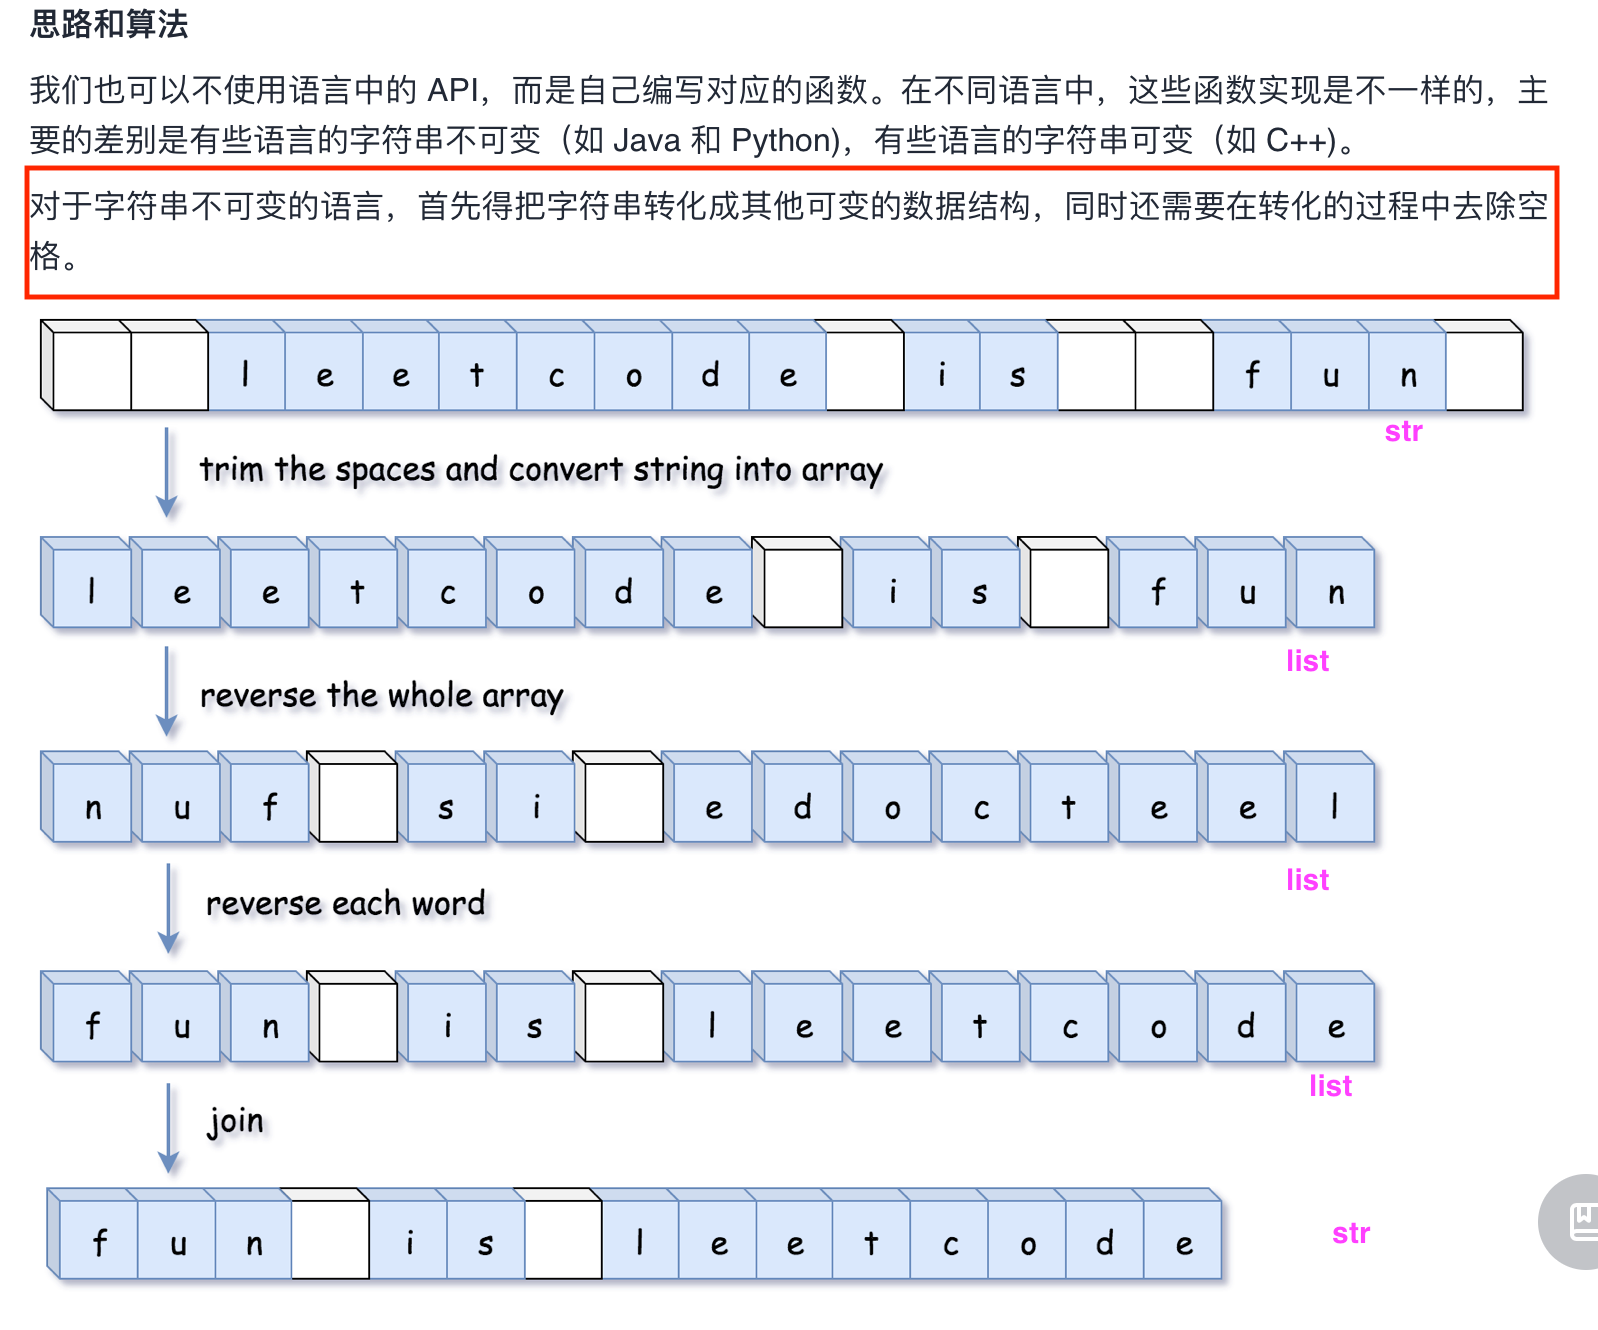 思路和算法
我们也可以不使用语言中的 API，而是自己编写对应的函数。在不同语言中，这些函数实现是不一样的，主
要的差别是有些语言的字符串不可变（如 Java 和 Python)，有些语言的字符串可变（如 C++)。
对于字符串不可变的语言，首先得把字符串转化成其他可变的数据结构，同时还需要在转化的过程中去除空
格。
l e e t c o d e i s f u n
str
trim the spaces and convert string into array
l e e t c o d e i s f u n
list
reverse the whole array
n u f s i e d o c t e e l
list
reverse each word
f u n i s l e e t c o d e
list
join
f u n i s l e e t c o d e
str